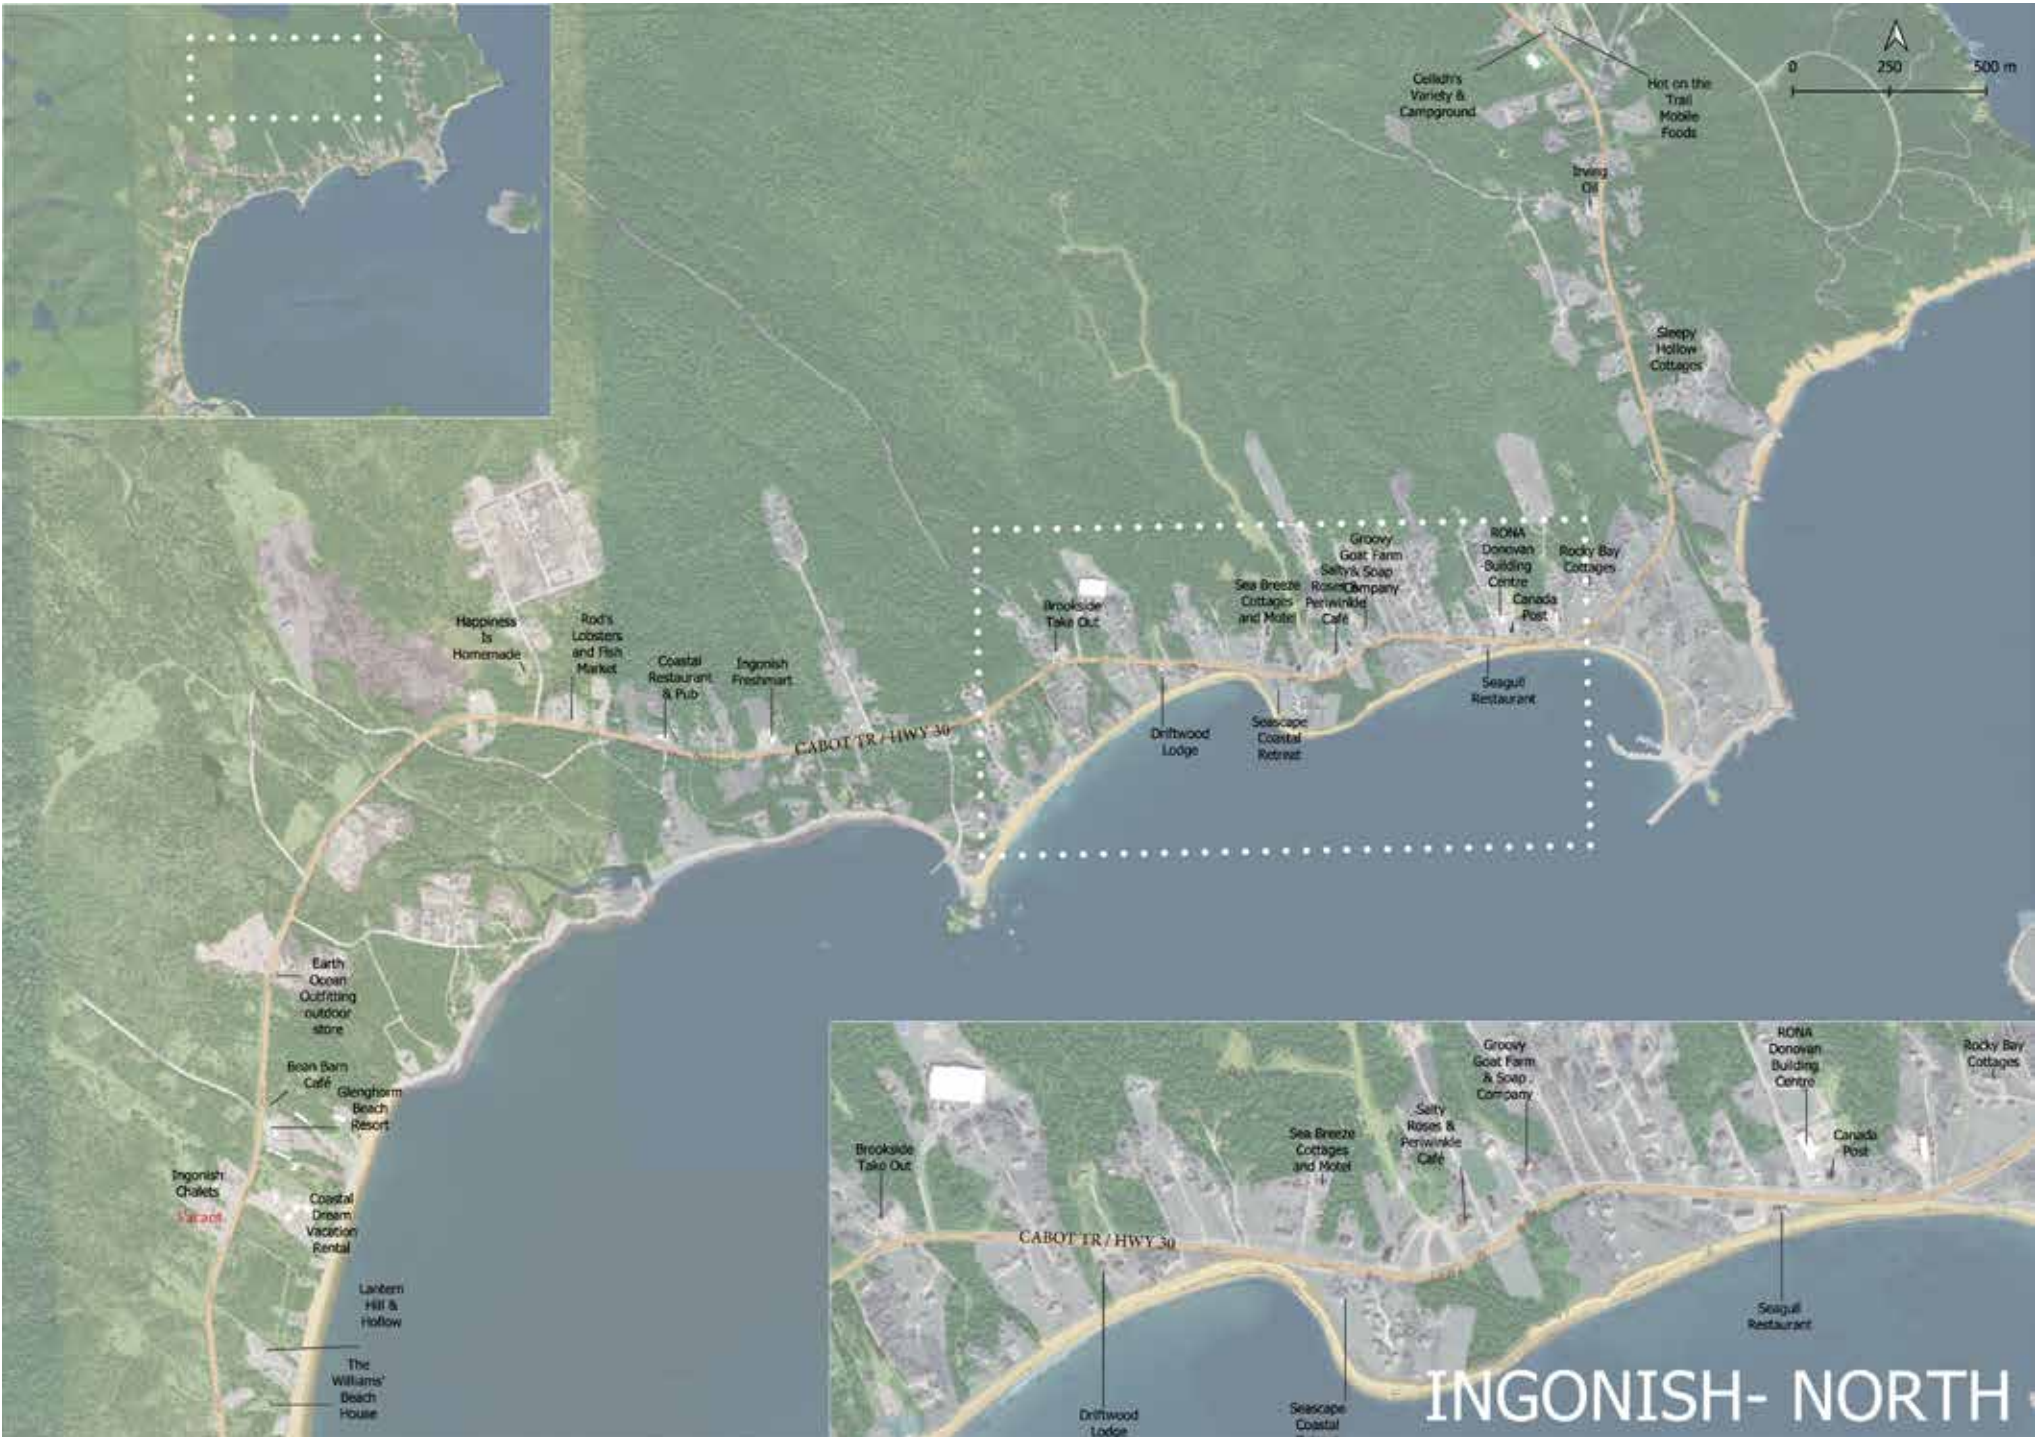 Ceilidh's
Variety &
Campground
Hot on the
Trail
Mobile
Foods
0 250 500 m
Irving
Oil
Sleepy
Hollow
Cottages
Happiness
Is
Homemade
Rod's
Lobsters
and Fish
Market
Coastal
Restaurant
& Pub
Ingonish
Freshmart
CABOT TR / HWY 30
Brookside
Take Out
Driftwood
Lodge
Sea Breeze
Cottages
and Motel
Seascape
Coastal
Retreat
Groovy
Goat Farm
& Soap
Company
Salty
Roses &
Periwinkle
Café
RONA
Donovan
Building
Centre
Canada
Post
Rocky Bay
Cottages
Seagull
Restaurant
Earth
Ocean
Outfitting
outdoor
store
Bean Barn
Café
Glenghorm
Beach
Resort
Ingonish
Chalets
Vacant
Coastal
Dream
Vacation
Rental
Lantern
Hill &
Hollow
The
Williams'
Beach
House
Brookside
Take Out
CABOT TR / HWY 30
Driftwood
Lodge
Sea Breeze
Cottages
and Motel
Seascape
Coastal
Salty
Roses &
Periwinkle
Café
Groovy
Goat Farm
& Soap
Company
RONA
Donovan
Building
Centre
Canada
Post
Rocky Bay
Cottages
Seagull
Restaurant
INGONISH- NORTH